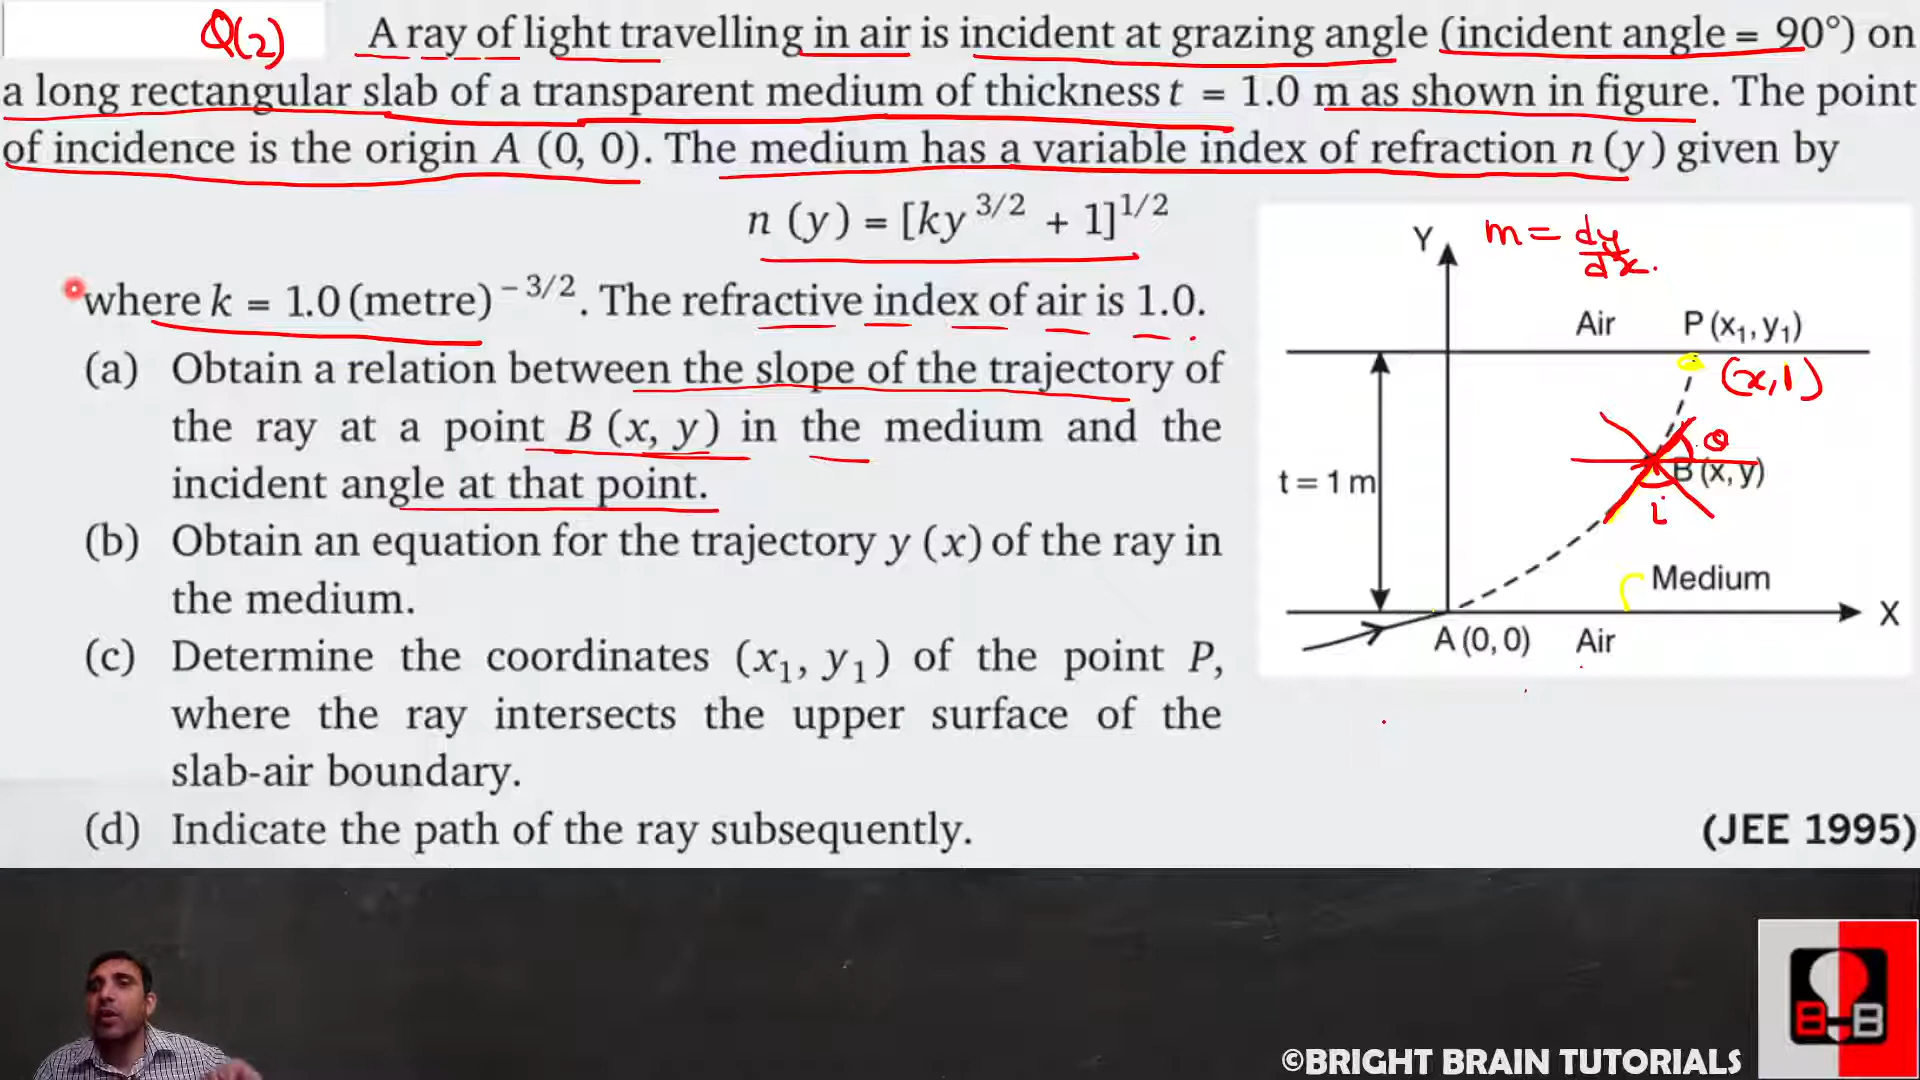 Q(2) A ray of light travelling in air is incident at grazing angle (incident angle = 90°) on
a long rectangular slab of a transparent medium of thickness t = 1.0 m as shown in figure. The point
of incidence is the origin A (0, 0). The medium has a variable index of refraction n (y) given by
n (y) = [ky^{3/2} + 1]^{1/2}
where k = 1.0 (metre)^{-3/2}. The refractive index of air is 1.0.
(a) Obtain a relation between the slope of the trajectory of
the ray at a point B (x, y) in the medium and the
incident angle at that point.
(b) Obtain an equation for the trajectory y (x) of the ray in
the medium.
(c) Determine the coordinates (x₁, y₁) of the point P,
where the ray intersects the upper surface of the
slab-air boundary.
(d) Indicate the path of the ray subsequently.
(JEE 1995)
Y
m = dy/dx.
Air
P (x₁, y₁)
(x, 1)
θ
B (x, y)
i
t = 1 m
Medium
X
A (0, 0)
Air
B B
©BRIGHT BRAIN TUTORIALS